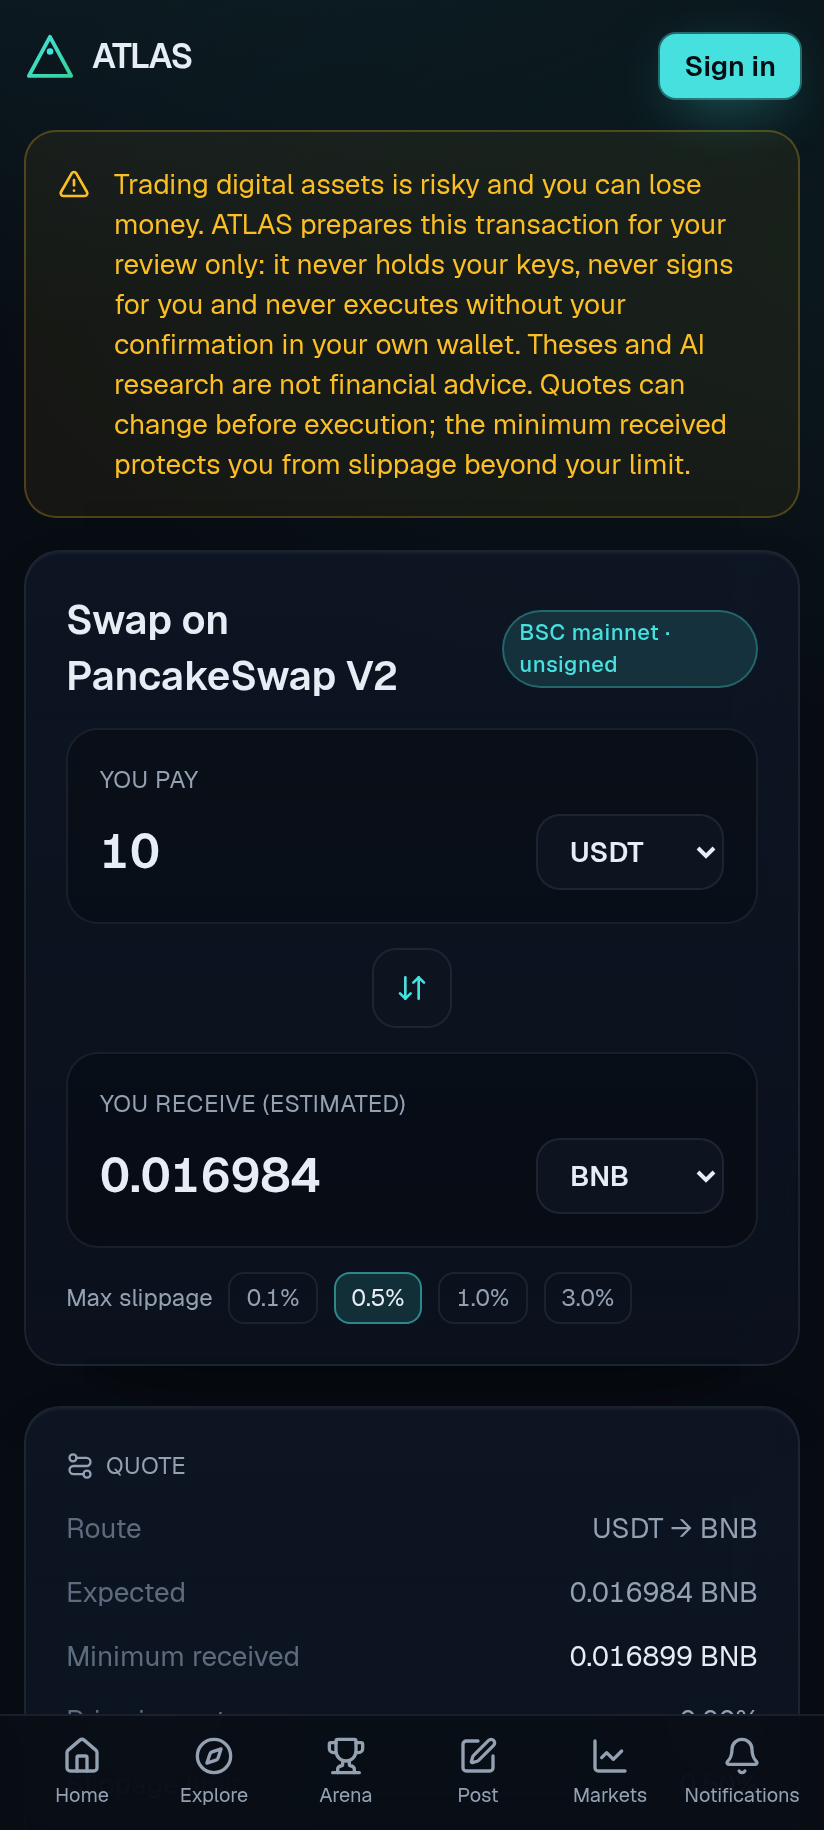 ATLAS
Sign in
Trading digital assets is risky and you can lose
money. ATLAS prepares this transaction for your
review only: it never holds your keys, never signs
for you and never executes without your
confirmation in your own wallet. Theses and AI
research are not financial advice. Quotes can
change before execution; the minimum received
protects you from slippage beyond your limit.
Swap on
PancakeSwap V2
BSC mainnet ·
unsigned
YOU PAY
10
USDT
YOU RECEIVE (ESTIMATED)
0.016984
BNB
Max slippage 0.1% 0.5% 1.0% 3.0%
QUOTE
Route USDT → BNB
Expected 0.016984 BNB
Minimum received 0.016899 BNB
Home Explore Arena Post Markets Notifications